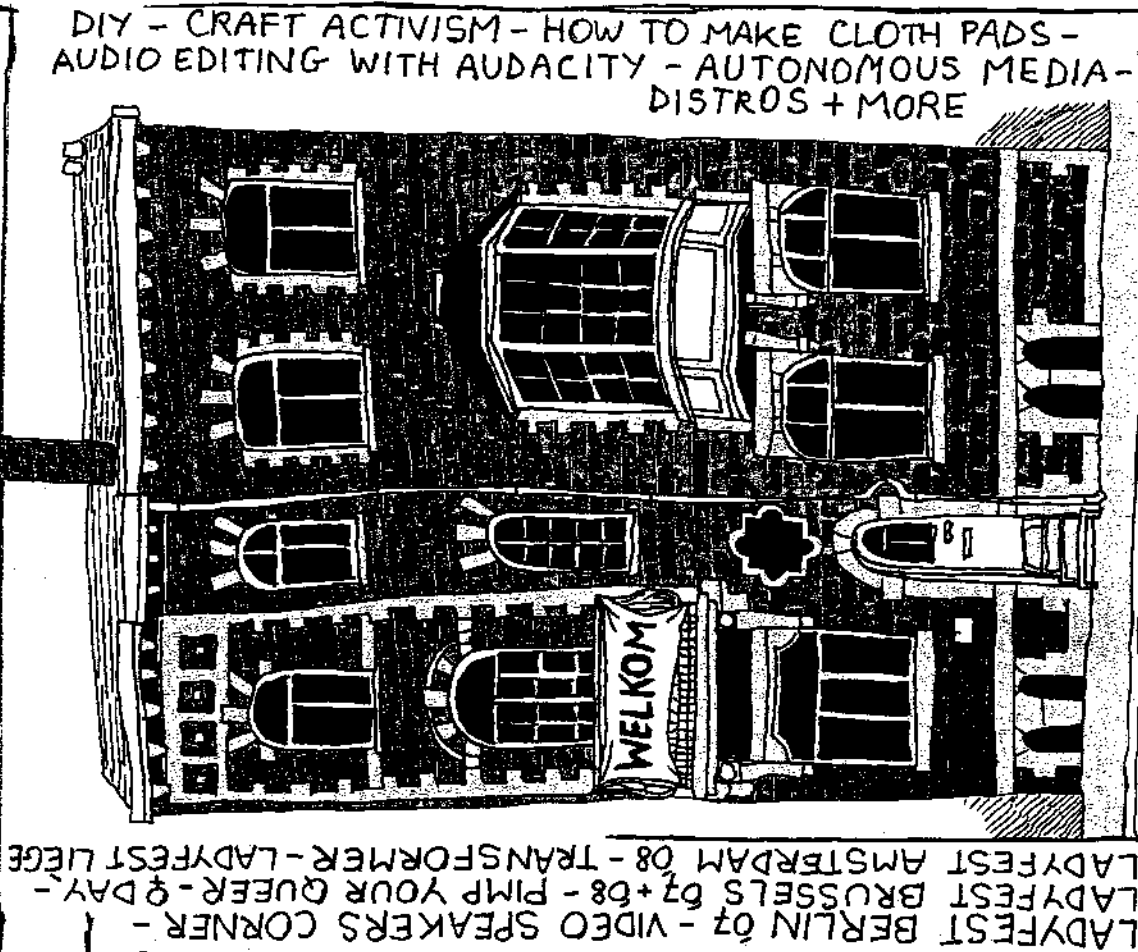 DIY - CRAFT ACTIVISM - HOW TO MAKE CLOTH PADS -
AUDIO EDITING WITH AUDACITY - AUTONOMOUS MEDIA -
DISTROS + MORE
WELKOM
LADYFEST BERLIN 07 - VIDEO SPEAKERS CORNER -
LADYFEST BRUSSELS 07+08 - PIMP YOUR QUEER - ♀ DAY -
LADYFEST AMSTERDAM 08 - TRANSFORMER - LADYFEST LIEGE